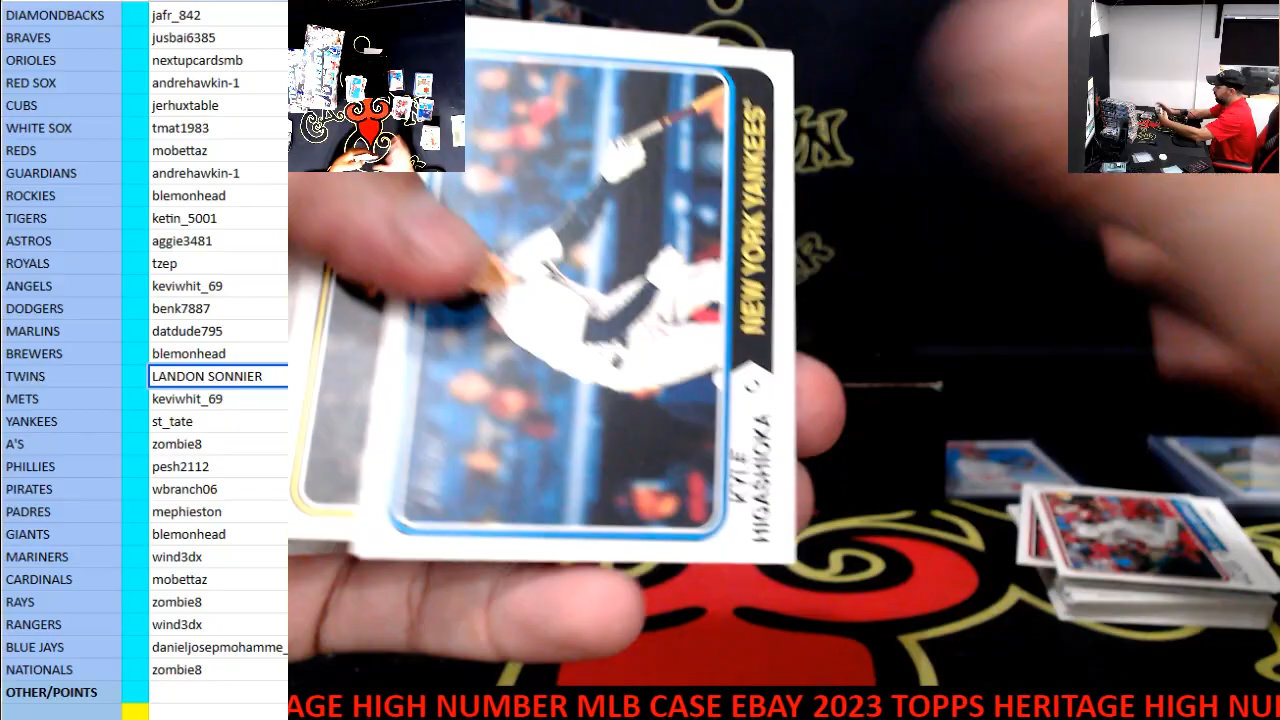 DIAMONDBACKS jafr_842
BRAVES jusbai6385
ORIOLES nextupcardsmb
RED SOX andrehawkin-1
CUBS jerhuxtable
WHITE SOX tmat1983
REDS mobettaz
GUARDIANS andrehawkin-1
ROCKIES blemonhead
TIGERS ketin_5001
ASTROS aggie3481
ROYALS tzep
ANGELS keviwhit_69
DODGERS benk7887
MARLINS datdude795
BREWERS blemonhead
TWINS LANDON SONNIER
METS keviwhit_69
YANKEES st_tate
A'S zombie8
PHILLIES pesh2112
PIRATES wbranch06
PADRES mephieston
GIANTS blemonhead
MARINERS wind3dx
CARDINALS mobettaz
RAYS zombie8
RANGERS wind3dx
BLUE JAYS danieljosepmohamme_
NATIONALS zombie8
OTHER/POINTS
NEW YORK YANKEES
C
KYLE
HIGASHIOKA
AGE HIGH NUMBER MLB CASE EBAY 2023 TOPPS HERITAGE HIGH NU